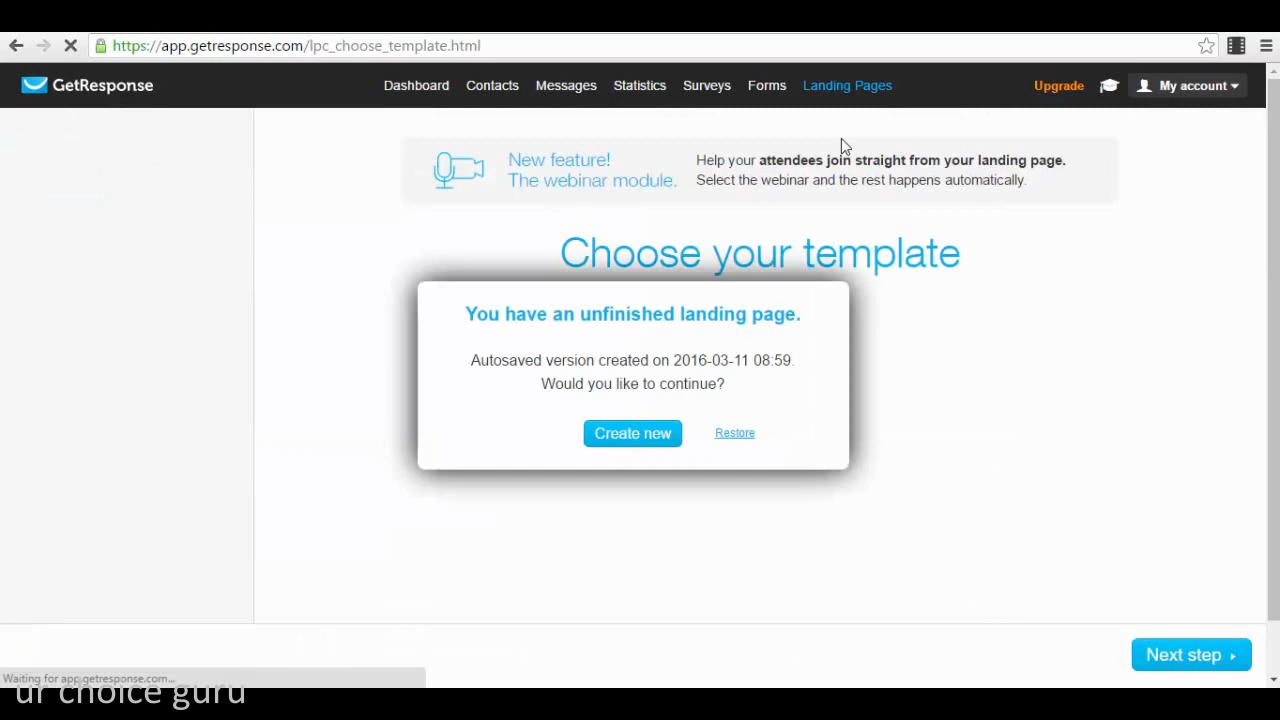 https://app.getresponse.com/lpc_choose_template.html
GetResponse
Dashboard Contacts Messages Statistics Surveys Forms Landing Pages Upgrade My account
New feature!
The webinar module.
Help your attendees join straight from your landing page.
Select the webinar and the rest happens automatically.
Choose your template
You have an unfinished landing page.
Autosaved version created on 2016-03-11 08:59.
Would you like to continue?
Create new Restore
Next step
Waiting for app.getresponse.com...
ur choice guru